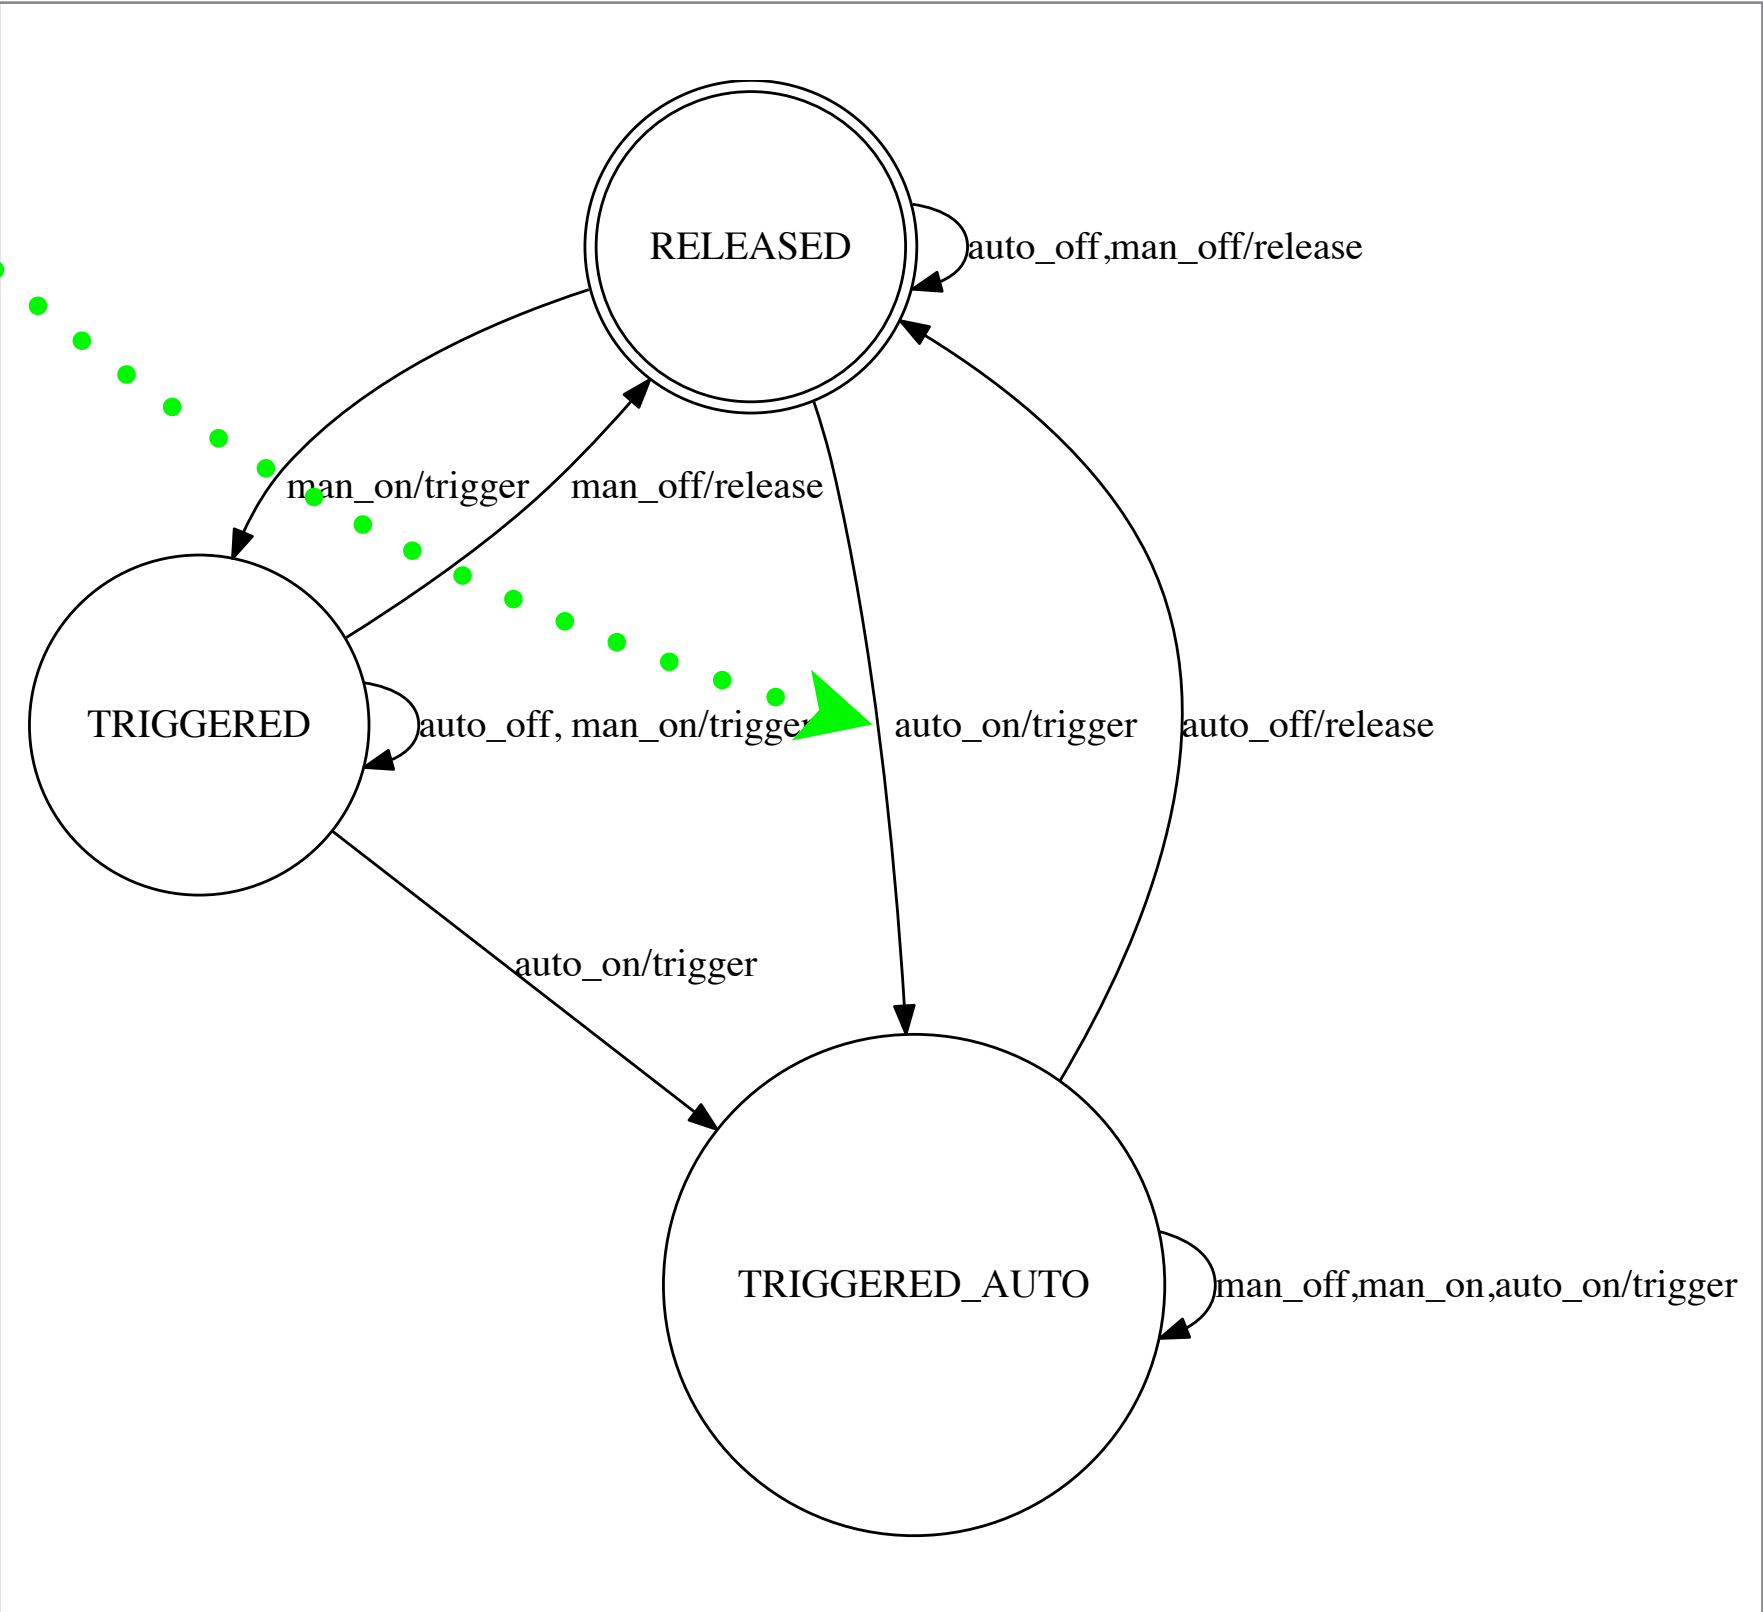 RELEASED
auto_off,man_off/release
man_on/trigger
man_off/release
TRIGGERED
auto_off, man_on/trigger
auto_on/trigger
auto_off/release
auto_on/trigger
TRIGGERED_AUTO
man_off,man_on,auto_on/trigger